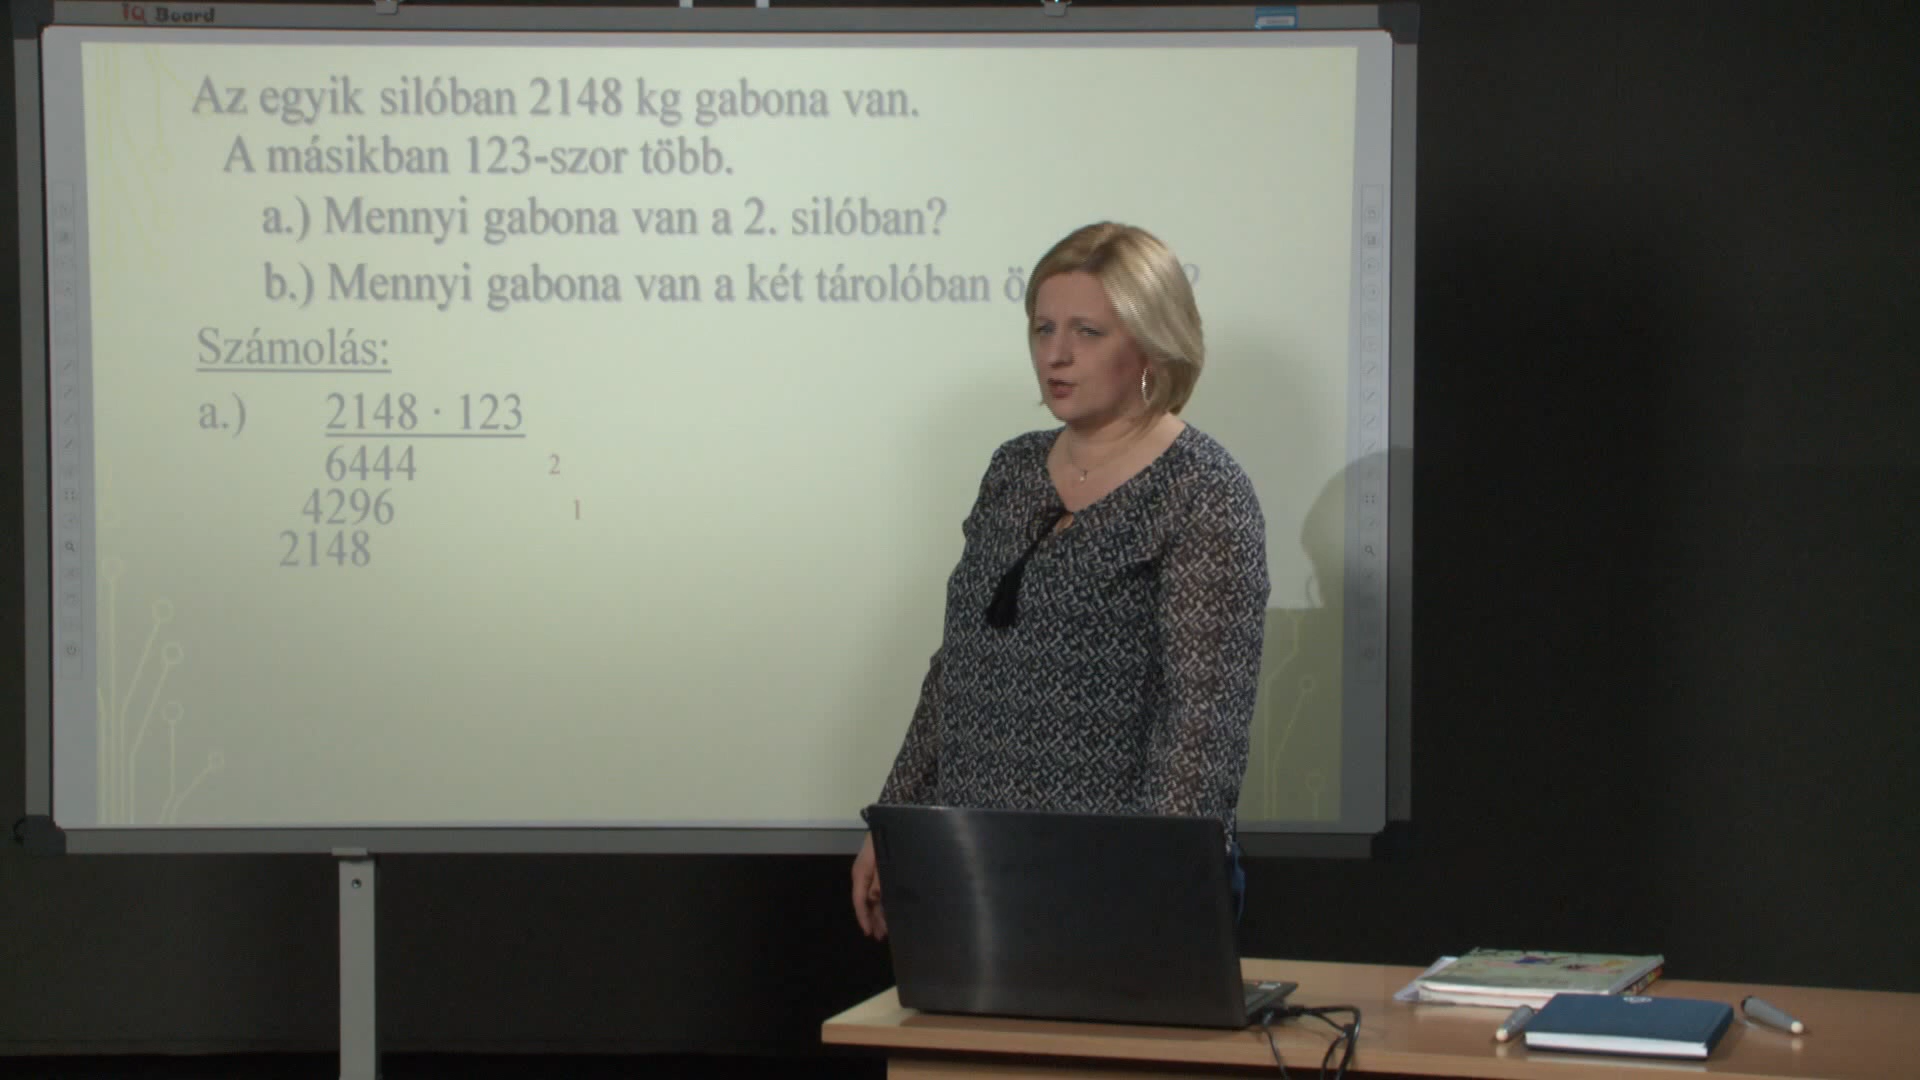 IQ Board
Az egyik silóban 2148 kg gabona van.
A másikban 123-szor több.
a.) Mennyi gabona van a 2. silóban?
b.) Mennyi gabona van a két tárolóban ?
Számolás:
a.) 2148 · 123
6444 2
4296 1
2148